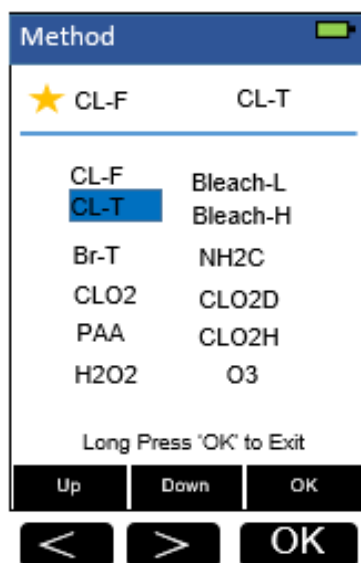 Method
CL-F CL-T
CL-F Bleach-L
CL-T Bleach-H
Br-T NH2C
CLO2 CLO2D
PAA CLO2H
H2O2 O3
Long Press "OK" to Exit
Up Down OK
< > OK